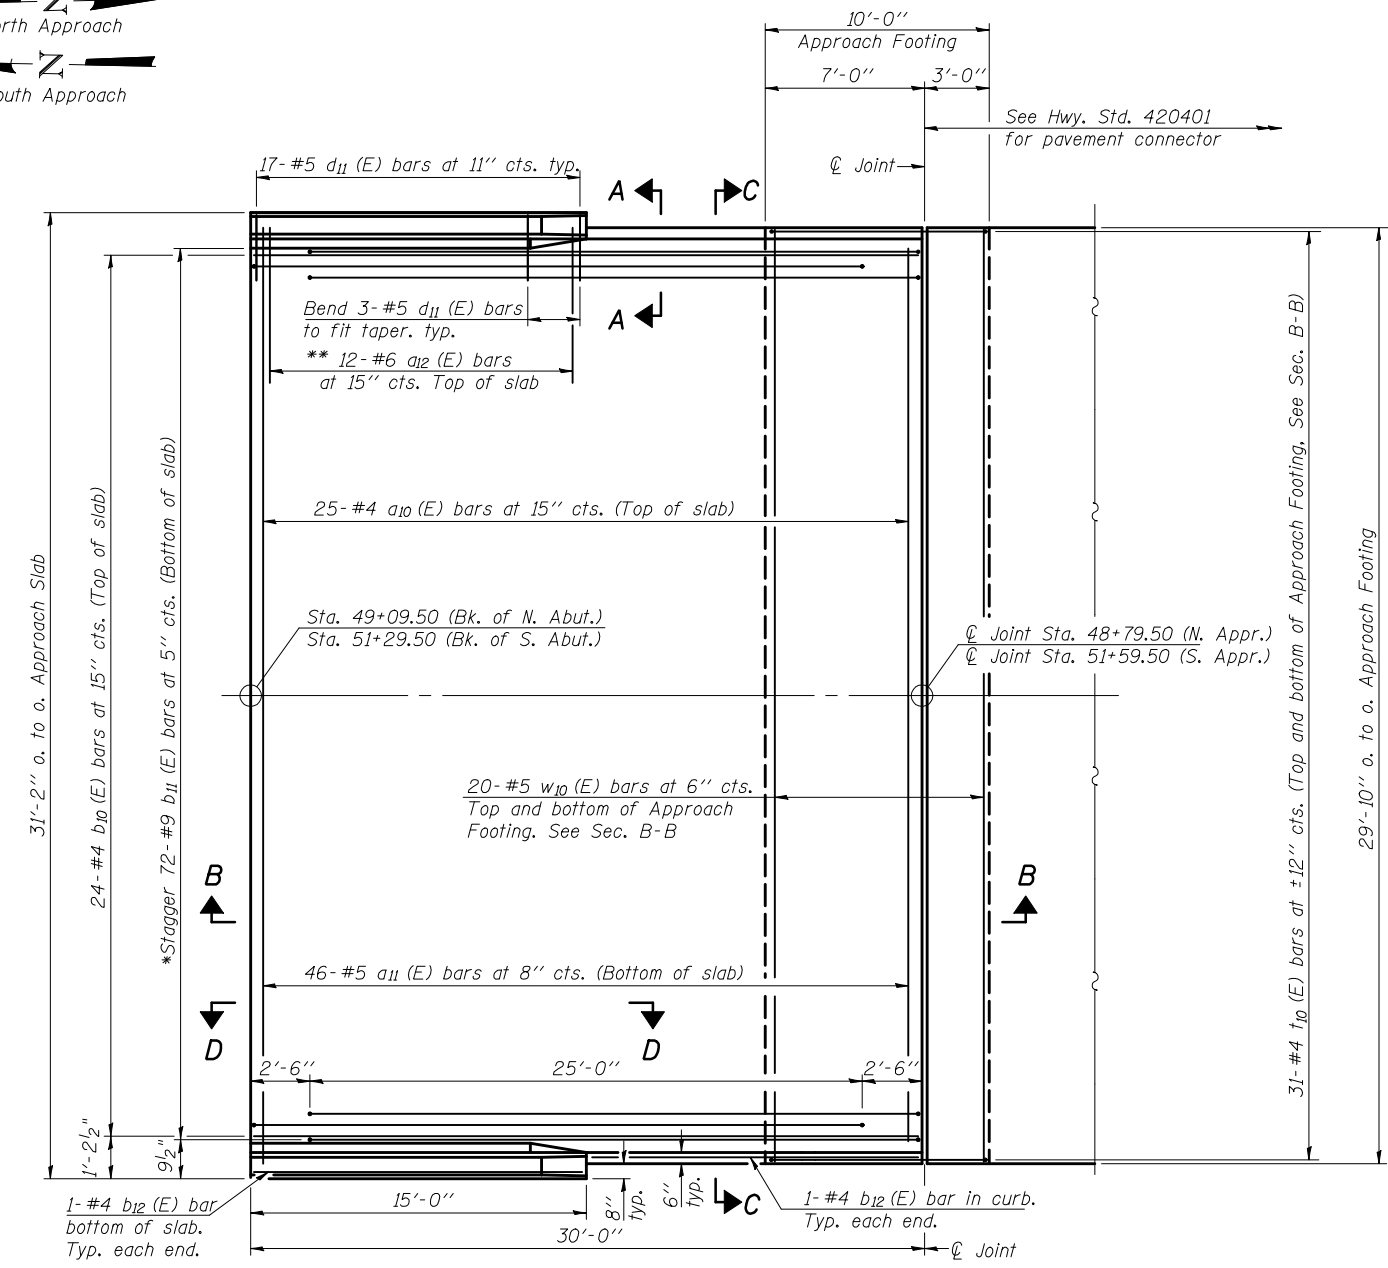 N
orth Approach
N
outh Approach
10'-0"
Approach Footing
7'-0"
3'-0"
See Hwy. Std. 420401
for pavement connector
℄ Joint
17-#5 d11 (E) bars at 11" cts. typ.
A
C
Bend 3-#5 d11 (E) bars
to fit taper. typ.
A
** 12-#6 a12 (E) bars
at 15" cts. Top of slab
31'-2" o. to o. Approach Slab
24-#4 b10 (E) bars at 15" cts. (Top of slab)
*Stagger 72-#9 b11 (E) bars at 5" cts. (Bottom of slab)
25-#4 a10 (E) bars at 15" cts. (Top of slab)
Sta. 49+09.50 (Bk. of N. Abut.)
Sta. 51+29.50 (Bk. of S. Abut.)
℄ Joint Sta. 48+79.50 (N. Appr.)
℄ Joint Sta. 51+59.50 (S. Appr.)
31-#4 t10 (E) bars at ±12" cts. (Top and bottom of Approach Footing, See Sec. B-B)
29'-10" o. to o. Approach Footing
20-#5 w10 (E) bars at 6" cts.
Top and bottom of Approach
Footing. See Sec. B-B
B
B
46-#5 a11 (E) bars at 8" cts. (Bottom of slab)
D
D
2'-6"
25'-0"
2'-6"
1'-2½"
9½"
1-#4 b12 (E) bar
bottom of slab.
Typ. each end.
15'-0"
8"
typ.
6"
typ.
C
1-#4 b12 (E) bar in curb.
Typ. each end.
30'-0"
℄ Joint